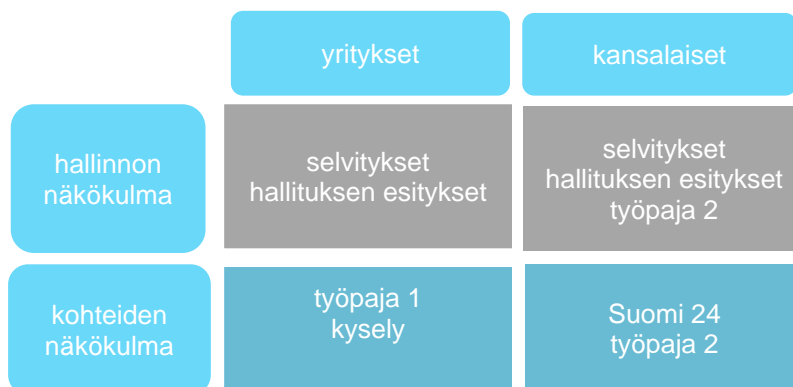 yritykset
kansalaiset
hallinnon
näkökulma
selvitykset
hallituksen esitykset
selvitykset
hallituksen esitykset
työpaja 2
kohteiden
näkökulma
työpaja 1
kysely
Suomi 24
työpaja 2